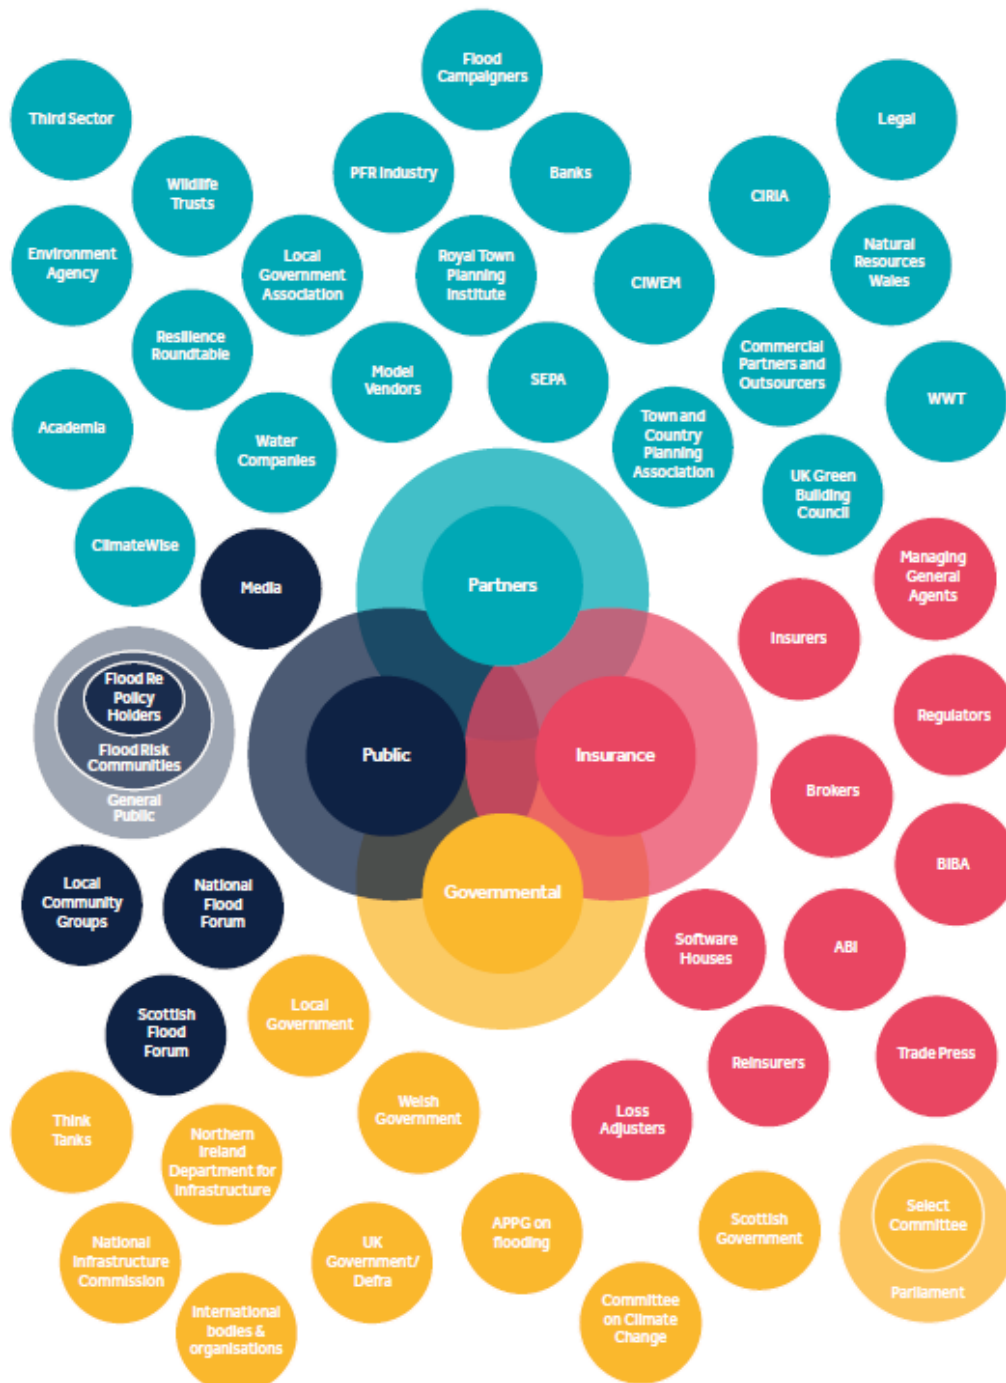 Flood
Campaigners
Third Sector
Legal
PFR Industry
Banks
Wildlife
Trusts
CIRIA
Environment
Agency
Local
Government
Association
Royal Town
Planning
Institute
CIWEM
Natural
Resources
Wales
Resilience
Roundtable
Model
Vendors
SEPA
Commercial
Partners and
Outsourcers
WWT
Academia
Water
Companies
Town and
Country
Planning
Association
UK Green
Building
Council
ClimateWise
Media
Partners
Managing
General
Agents
Insurers
Flood Re
Policy
Holders
Flood Risk
Communities
General
Public
Public
Insurance
Regulators
Brokers
BIBA
Governmental
Local
Community
Groups
National
Flood
Forum
Software
Houses
ABI
Scottish
Flood
Forum
Local
Government
Reinsurers
Trade Press
Think
Tanks
Northern
Ireland
Department for
Infrastructure
Welsh
Government
Loss
Adjusters
National
Infrastructure
Commission
UK
Government/
Defra
APPG on
flooding
Scottish
Government
Select
Committee
Parliament
International
bodies &
organisations
Committee
on Climate
Change